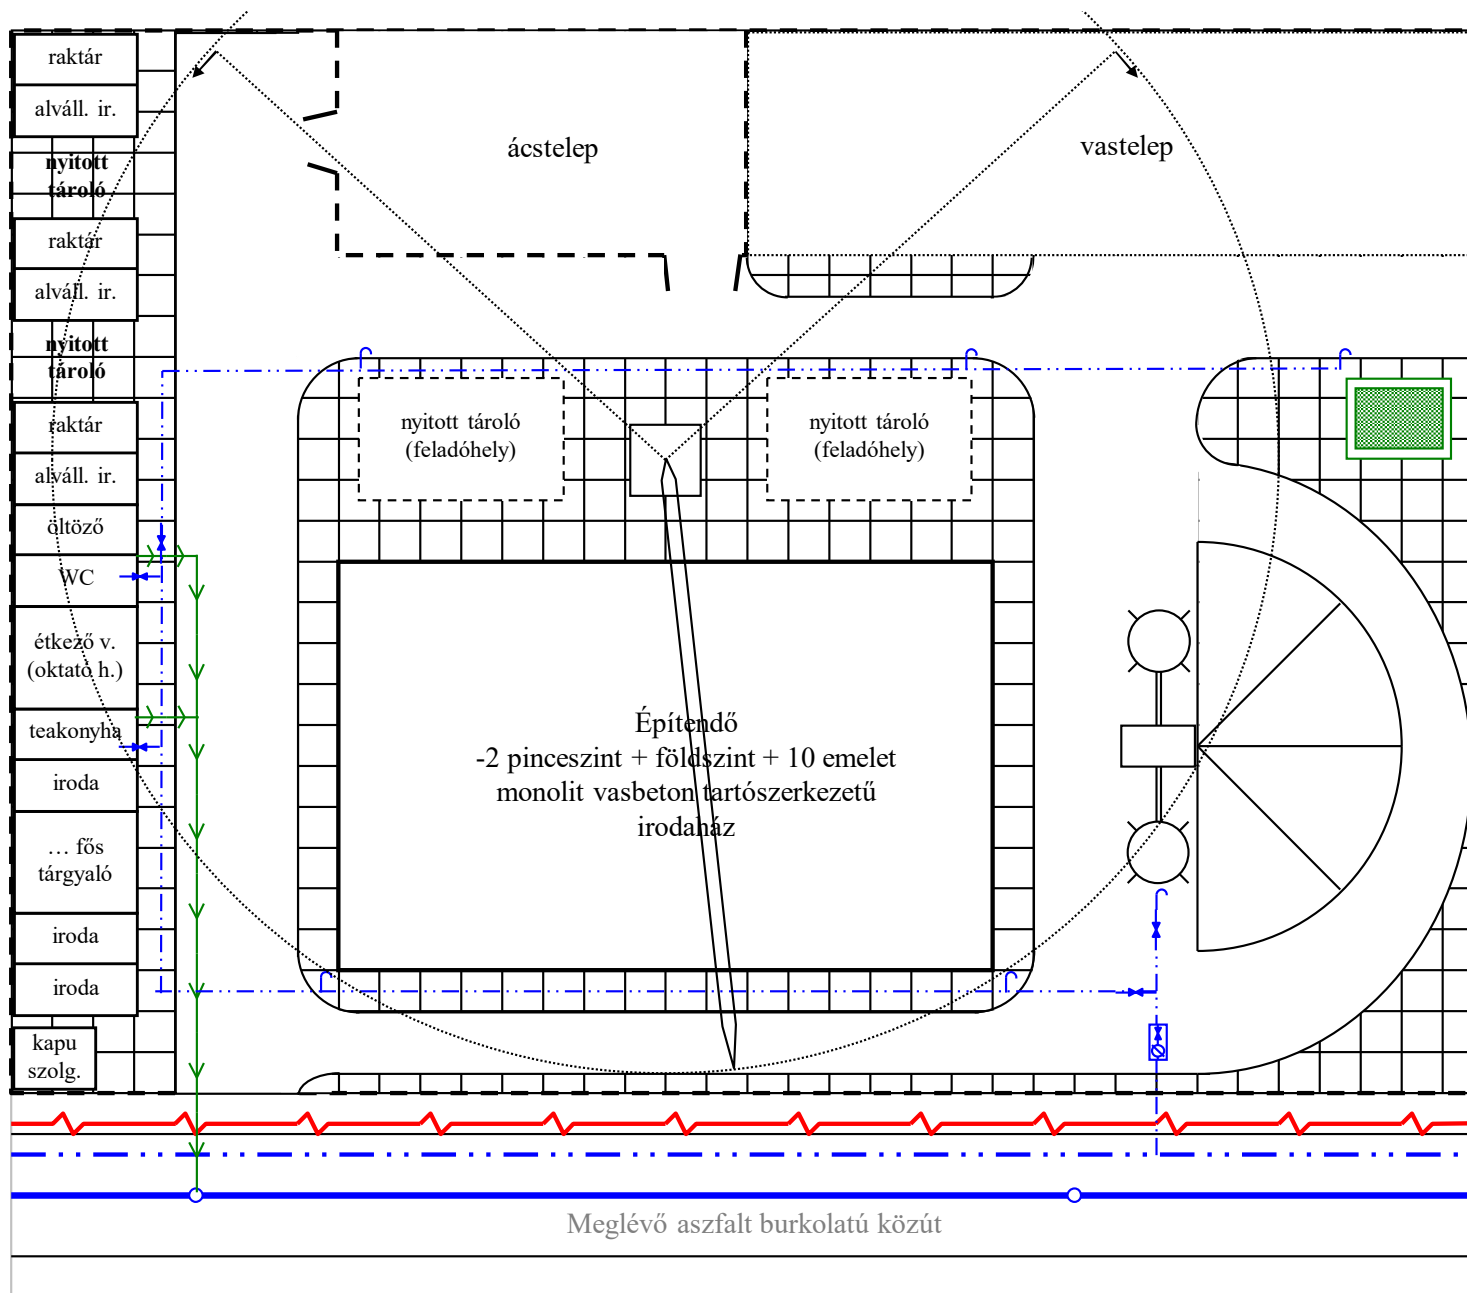 raktár
alváll. ir.
nyitott
tároló
raktár
alváll. ir.
nyitott
tároló
raktár
alváll. ir.
öltöző
WC
étkező v.
(oktató h.)
teakonyha
iroda
… fős
tárgyaló
iroda
iroda
kapu
szolg.
ácstelep
vastelep
nyitott tároló
(feladóhely)
nyitott tároló
(feladóhely)
Építendő
-2 pinceszint + földszint + 10 emelet
monolit vasbeton tartószerkezetű
irodaház
Meglévő aszfalt burkolatú közút